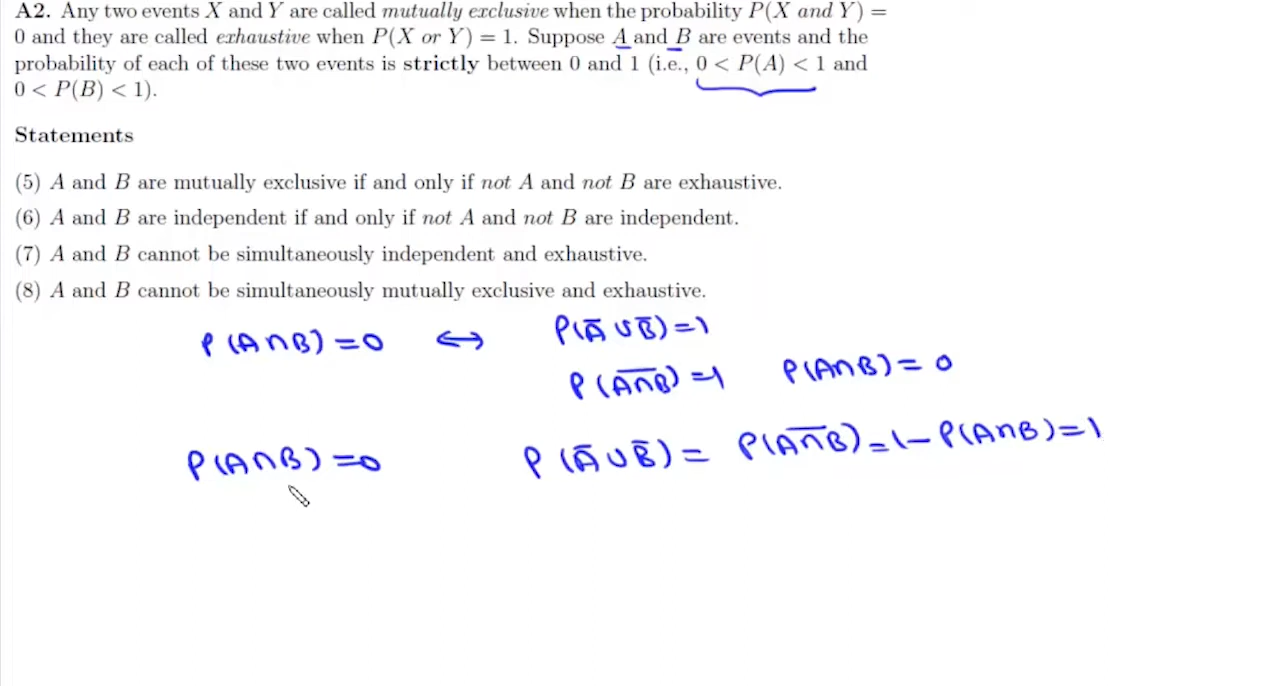 A2. Any two events X and Y are called mutually exclusive when the probability P(X and Y) =
0 and they are called exhaustive when P(X or Y) = 1. Suppose A and B are events and the
probability of each of these two events is strictly between 0 and 1 (i.e., 0 < P(A) < 1 and
0 < P(B) < 1).
Statements
(5) A and B are mutually exclusive if and only if not A and not B are exhaustive.
(6) A and B are independent if and only if not A and not B are independent.
(7) A and B cannot be simultaneously independent and exhaustive.
(8) A and B cannot be simultaneously mutually exclusive and exhaustive.
P(A∩B)=0 ↔ P(A̅ ∪ B̅)=1
P(A̅∩̅B̅)=1 P(A∩B)=0
P(A∩B)=0 P(A̅ ∪ B̅)= P(A̅∩̅B̅)=1-P(A∩B)=1